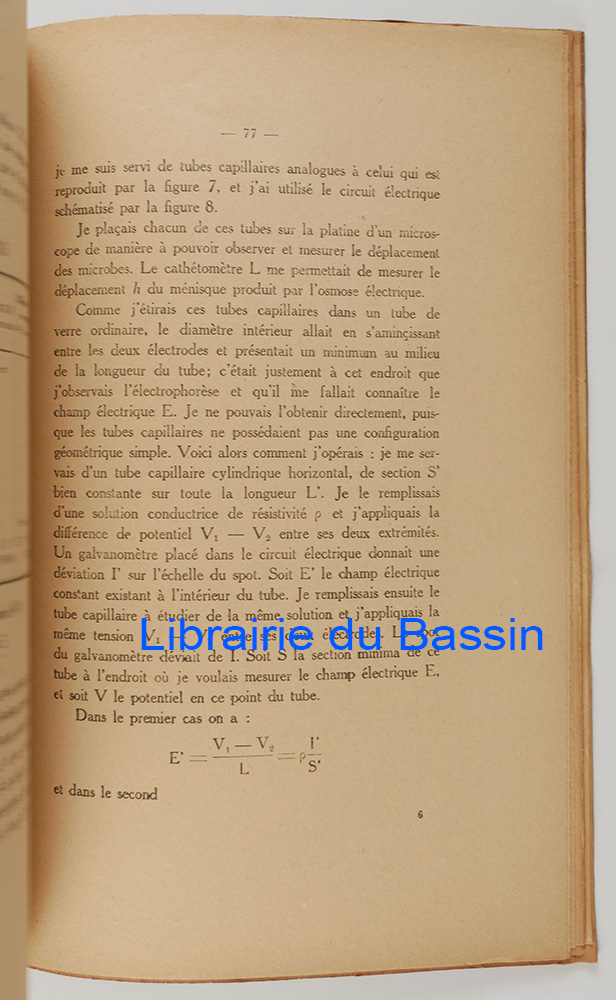 — 77 —
je me suis servi de tubes capillaires analogues à celui qui est
reproduit par la figure 7, et j'ai utilisé le circuit électrique
schématisé par la figure 8.
Je plaçais chacun de ces tubes sur la platine d'un micros-
cope de manière à pouvoir observer et mesurer le déplacement
des microbes. Le cathétomètre L me permettait de mesurer le
déplacement h du ménisque produit par l'osmose électrique.
Comme j'étirais ces tubes capillaires dans un tube de
verre ordinaire, le diamètre intérieur allait en s'amincissant
entre les deux électrodes et présentait un minimum au milieu
de la longueur du tube; c'était justement à cet endroit que
j'observais l'électrophorèse et qu'il me fallait connaître le
champ électrique E. Je ne pouvais l'obtenir directement, puis-
que les tubes capillaires ne possédaient pas une configuration
géométrique simple. Voici alors comment j'opérais : je me ser-
vais d'un tube capillaire cylindrique horizontal, de section S'
bien constante sur toute la longueur L'. Je le remplissais
d'une solution conductrice de résistivité ρ et j'appliquais la
différence de potentiel V₁ — V₂ entre ses deux extrémités.
Un galvanomètre placé dans le circuit électrique donnait une
déviation I' sur l'échelle du spot. Soit E' le champ électrique
constant existant à l'intérieur du tube. Je remplissais ensuite le
tube capillaire à étudier de la même solution et j'appliquais la
même tension V₁ entre ses deux électrodes. Le spot
Librairie du Bassin
du galvanomètre déviait de I. Soit S la section minima de ce
tube à l'endroit où je voulais mesurer le champ électrique E,
et soit V le potentiel en ce point du tube.
Dans le premier cas on a :
E' = (V₁ — V₂) / L = ρ I' / S'
et dans le second
6